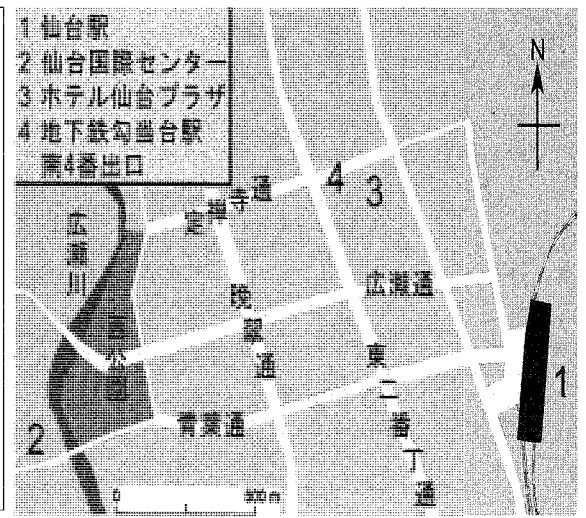 1 仙台駅
2 仙台国際センター
3 ホテル仙台プラザ
4 地下鉄勾当台駅
南4番出口
N
広瀬川
定禅寺通
4
3
広瀬通
晩翠通
西公園
東二番丁通
1
青葉通
2
0
500m